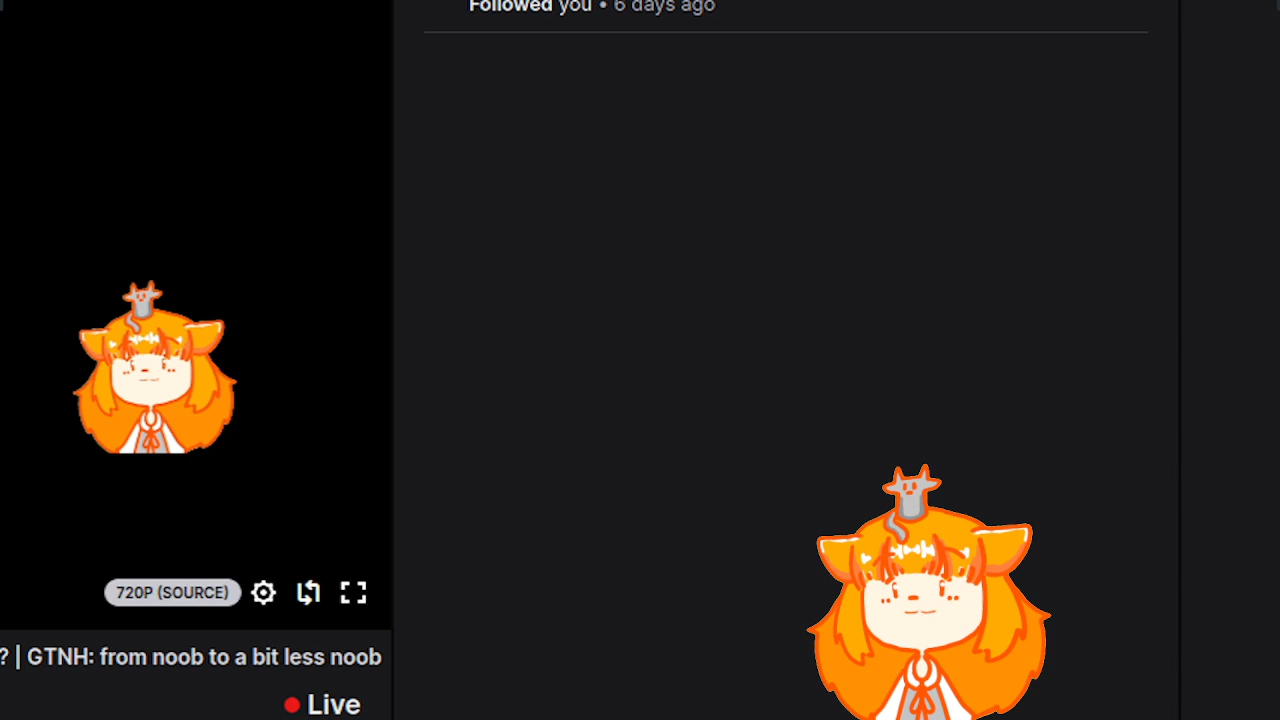 Followed you • 6 days ago
720P (SOURCE)
? | GTNH: from noob to a bit less noob
Live